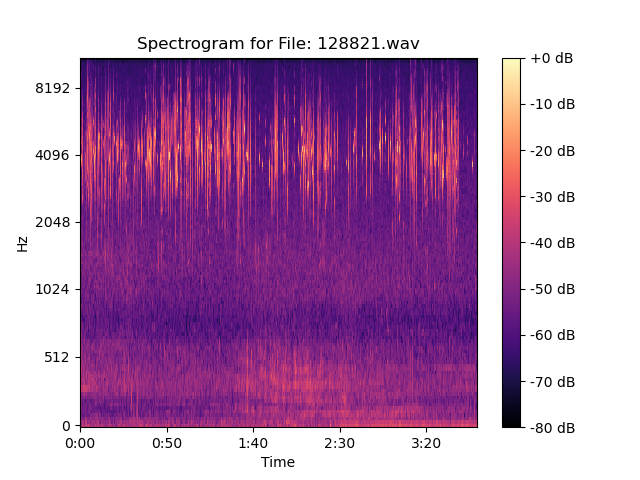 Spectrogram for File: 128821.wav
Hz
8192
4096
2048
1024
512
0
0:00 0:50 1:40 2:30 3:20
Time
+0 dB
-10 dB
-20 dB
-30 dB
-40 dB
-50 dB
-60 dB
-70 dB
-80 dB